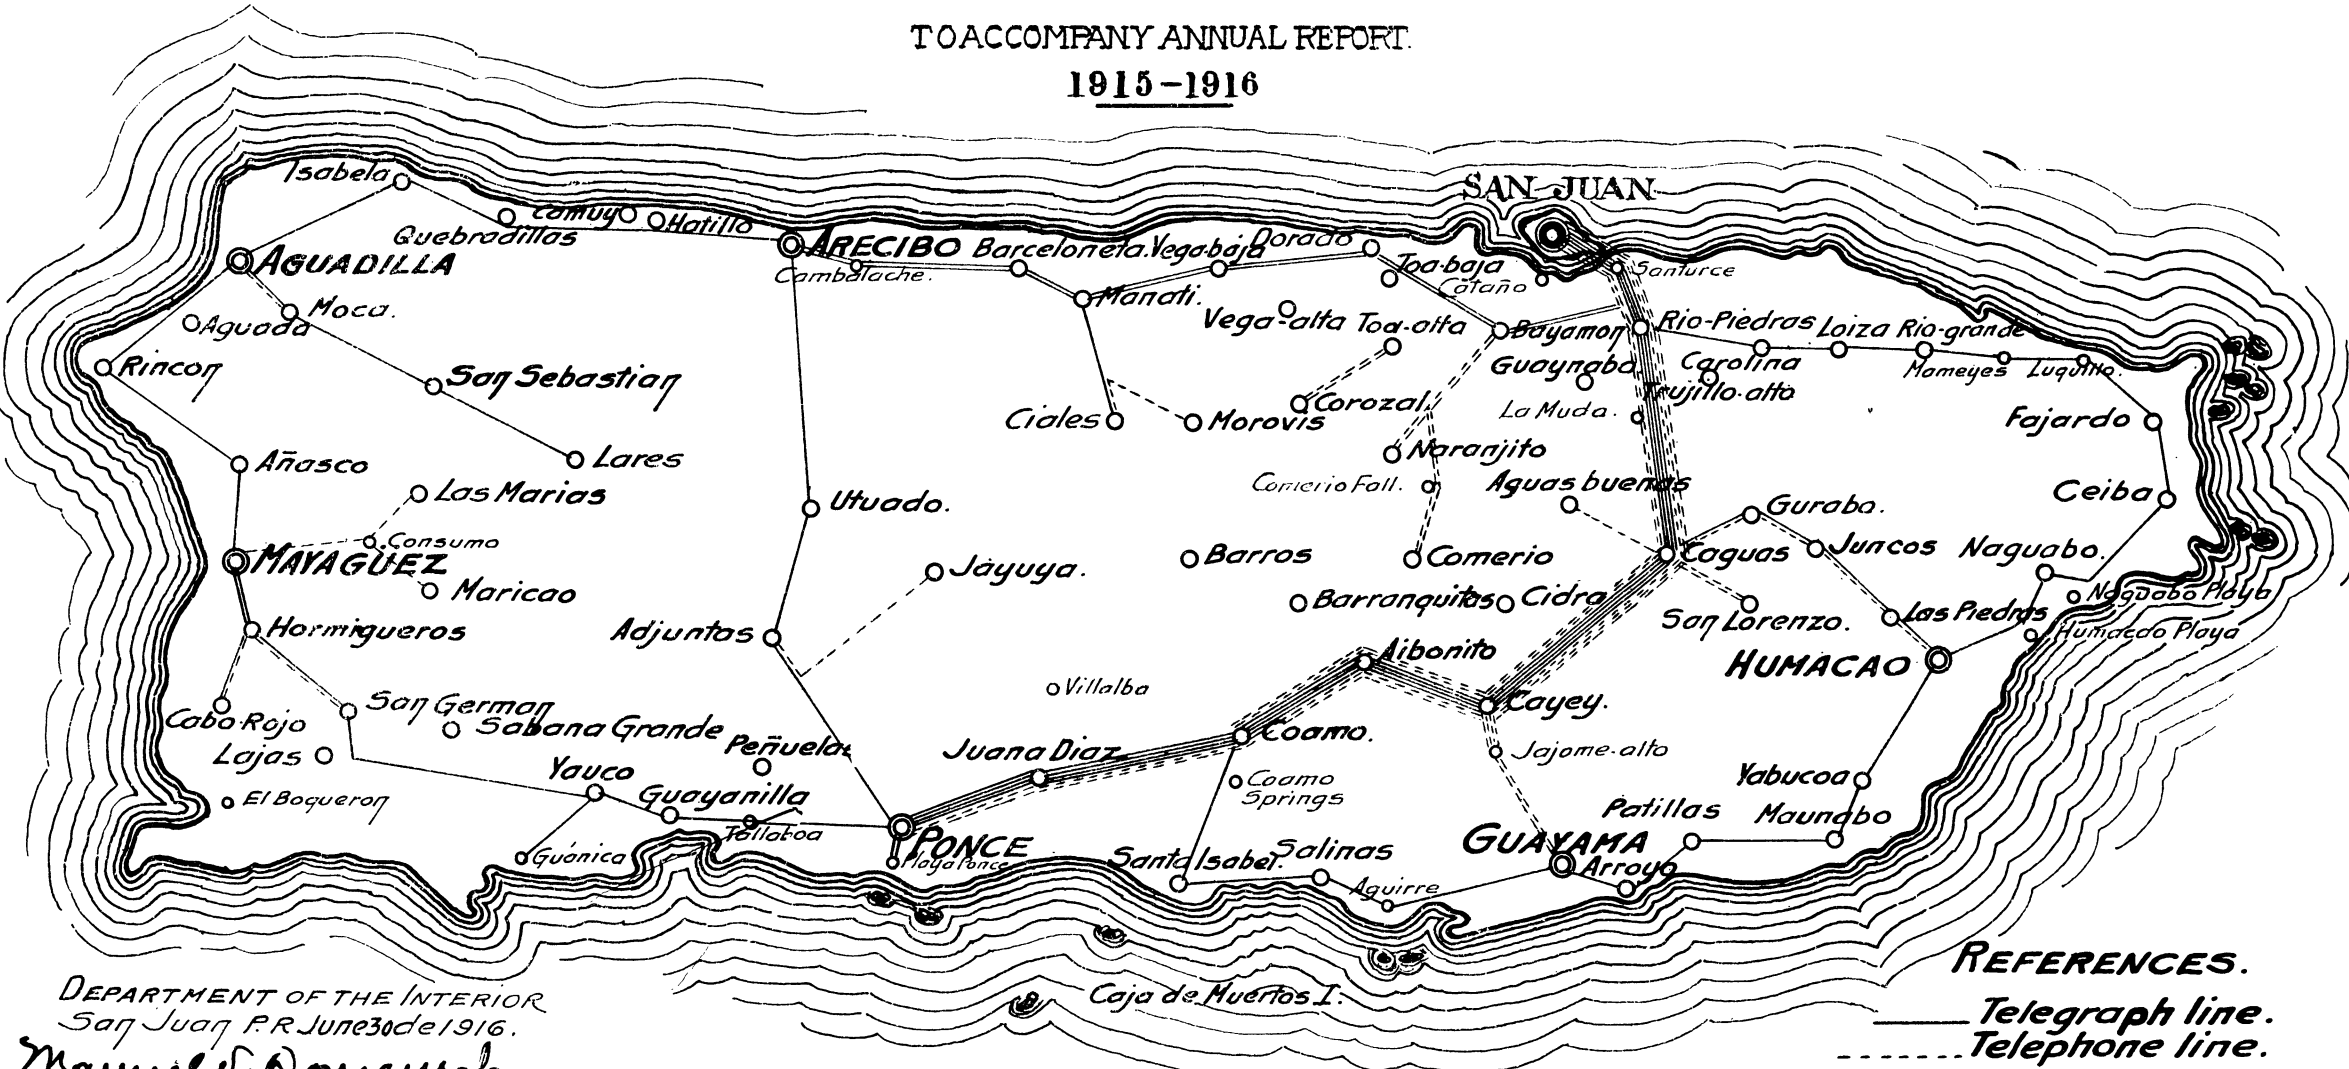 TO ACCOMPANY ANNUAL REPORT.
1915-1916
SAN JUAN
Isabela
Camuy
Hatillo
Quebradillas
AGUADILLA
ARECIBO
Cambalache.
Barceloneta.
Vega-baja
Dorado
Toa-baja
Cataño
Santurce
Moca.
Aguada
Manati.
Vega-alta
Toa-alta
Bayamon
Rio-Piedras
Loiza
Rio-grande
Rincon
San Sebastian
Guaynabo.
Carolina
Mameyes
Luquillo.
Trujillo-alto
Ciales
Morovis
Corozal
La Muda.
Fajardo
Añasco
Lares
Naranjito
Las Marias
Comerio Fall.
Aguas buenas
Ceiba
Utuado.
Gurabo.
Consumo
MAYAGÜEZ
Jayuya.
Barros
Comerio
Caguas
Juncos
Naguabo.
Maricao
Barranquitas
Cidra
Naguabo Playa
Hormigueros
Adjuntas
San Lorenzo.
Las Piedras
Humacao Playa
Aibonito
HUMACAO
Villalba
San German
Cabo-Rojo
Sabana Grande
Cayey.
Lajas
Peñuelas
Juana Diaz
Coamo.
Jajome-alto
Yauco
Coamo
Springs
Yabucoa
El Boqueron
Guayanilla
Patillas
Maunabo
Tallaboa
PONCE
Playa Ponce
Guánica
Santa Isabel.
Salinas
GUAYAMA
Arroyo
Aguirre
Caja de Muertos I.
DEPARTMENT OF THE INTERIOR
San Juan P.R. June 30 de 1916.
REFERENCES.
Telegraph line.
Telephone line.